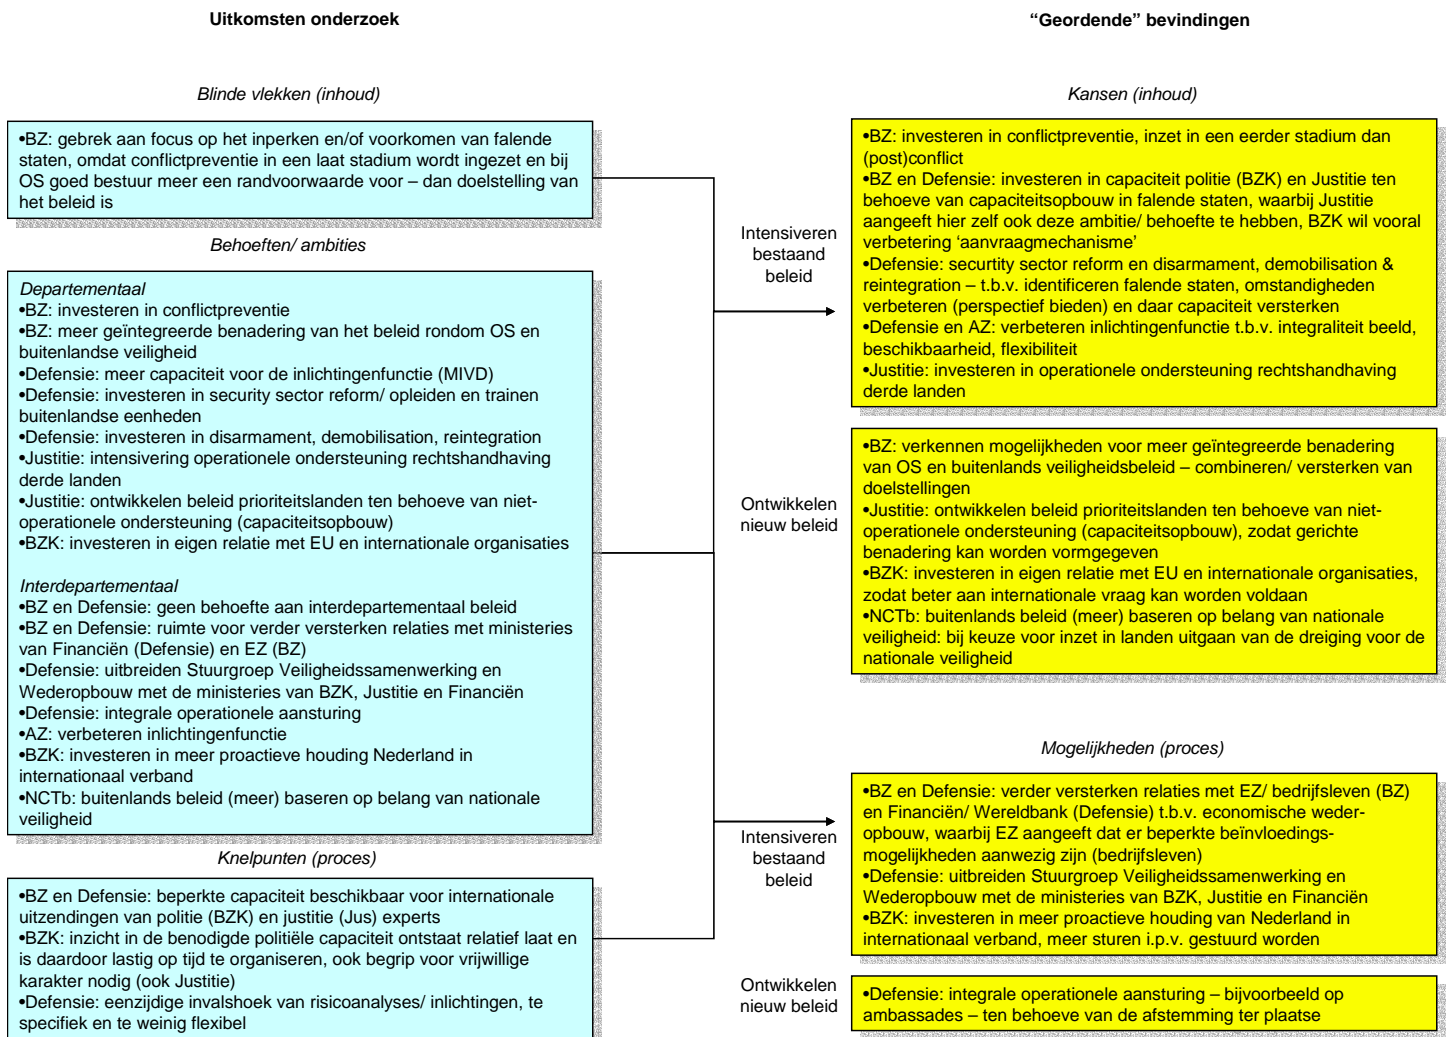 Uitkomsten onderzoek
Blinde vlekken (inhoud)
•BZ: gebrek aan focus op het inperken en/of voorkomen van falende
staten, omdat conflictpreventie in een laat stadium wordt ingezet en bij
OS goed bestuur meer een randvoorwaarde voor – dan doelstelling van
het beleid is
Behoeften/ ambities
Departementaal
•BZ: investeren in conflictpreventie
•BZ: meer geïntegreerde benadering van het beleid rondom OS en
buitenlandse veiligheid
•Defensie: meer capaciteit voor de inlichtingenfunctie (MIVD)
•Defensie: investeren in security sector reform/ opleiden en trainen
buitenlandse eenheden
•Defensie: investeren in disarmament, demobilisation, reintegration
•Justitie: intensivering operationele ondersteuning rechtshandhaving
derde landen
•Justitie: ontwikkelen beleid prioriteitslanden ten behoeve van niet-
operationele ondersteuning (capaciteitsopbouw)
•BZK: investeren in eigen relatie met EU en internationale organisaties
Interdepartementaal
•BZ en Defensie: geen behoefte aan interdepartementaal beleid
•BZ en Defensie: ruimte voor verder versterken relaties met ministeries
van Financiën (Defensie) en EZ (BZ)
•Defensie: uitbreiden Stuurgroep Veiligheidssamenwerking en
Wederopbouw met de ministeries van BZK, Justitie en Financiën
•Defensie: integrale operationele aansturing
•AZ: verbeteren inlichtingenfunctie
•BZK: investeren in meer proactieve houding Nederland in
internationaal verband
•NCTb: buitenlands beleid (meer) baseren op belang van nationale
veiligheid
Knelpunten (proces)
•BZ en Defensie: beperkte capaciteit beschikbaar voor internationale
uitzendingen van politie (BZK) en justitie (Jus) experts
•BZK: inzicht in de benodigde politiële capaciteit ontstaat relatief laat en
is daardoor lastig op tijd te organiseren, ook begrip voor vrijwillige
karakter nodig (ook Justitie)
•Defensie: eenzijdige invalshoek van risicoanalyses/ inlichtingen, te
specifiek en te weinig flexibel
Intensiveren
bestaand
beleid
Ontwikkelen
nieuw beleid
Intensiveren
bestaand
beleid
Ontwikkelen
nieuw beleid
“Geordende” bevindingen
Kansen (inhoud)
•BZ: investeren in conflictpreventie, inzet in een eerder stadium dan
(post)conflict
•BZ en Defensie: investeren in capaciteit politie (BZK) en Justitie ten
behoeve van capaciteitsopbouw in falende staten, waarbij Justitie
aangeeft hier zelf ook deze ambitie/ behoefte te hebben, BZK wil vooral
verbetering ‘aanvraagmechanisme’
•Defensie: securtity sector reform en disarmament, demobilisation &
reintegration – t.b.v. identificeren falende staten, omstandigheden
verbeteren (perspectief bieden) en daar capaciteit versterken
•Defensie en AZ: verbeteren inlichtingenfunctie t.b.v. integraliteit beeld,
beschikbaarheid, flexibiliteit
•Justitie: investeren in operationele ondersteuning rechtshandhaving
derde landen
•BZ: verkennen mogelijkheden voor meer geïntegreerde benadering
van OS en buitenlands veiligheidsbeleid – combineren/ versterken van
doelstellingen
•Justitie: ontwikkelen beleid prioriteitslanden ten behoeve van niet-
operationele ondersteuning (capaciteitsopbouw), zodat gerichte
benadering kan worden vormgegeven
•BZK: investeren in eigen relatie met EU en internationale organisaties,
zodat beter aan internationale vraag kan worden voldaan
•NCTb: buitenlands beleid (meer) baseren op belang van nationale
veiligheid: bij keuze voor inzet in landen uitgaan van de dreiging voor de
nationale veiligheid
Mogelijkheden (proces)
•BZ en Defensie: verder versterken relaties met EZ/ bedrijfsleven (BZ)
en Financiën/ Wereldbank (Defensie) t.b.v. economische weder-
opbouw, waarbij EZ aangeeft dat er beperkte beïnvloedings-
mogelijkheden aanwezig zijn (bedrijfsleven)
•Defensie: uitbreiden Stuurgroep Veiligheidssamenwerking en
Wederopbouw met de ministeries van BZK, Justitie en Financiën
•BZK: investeren in meer proactieve houding van Nederland in
internationaal verband, meer sturen i.p.v. gestuurd worden
•Defensie: integrale operationele aansturing – bijvoorbeeld op
ambassades – ten behoeve van de afstemming ter plaatse